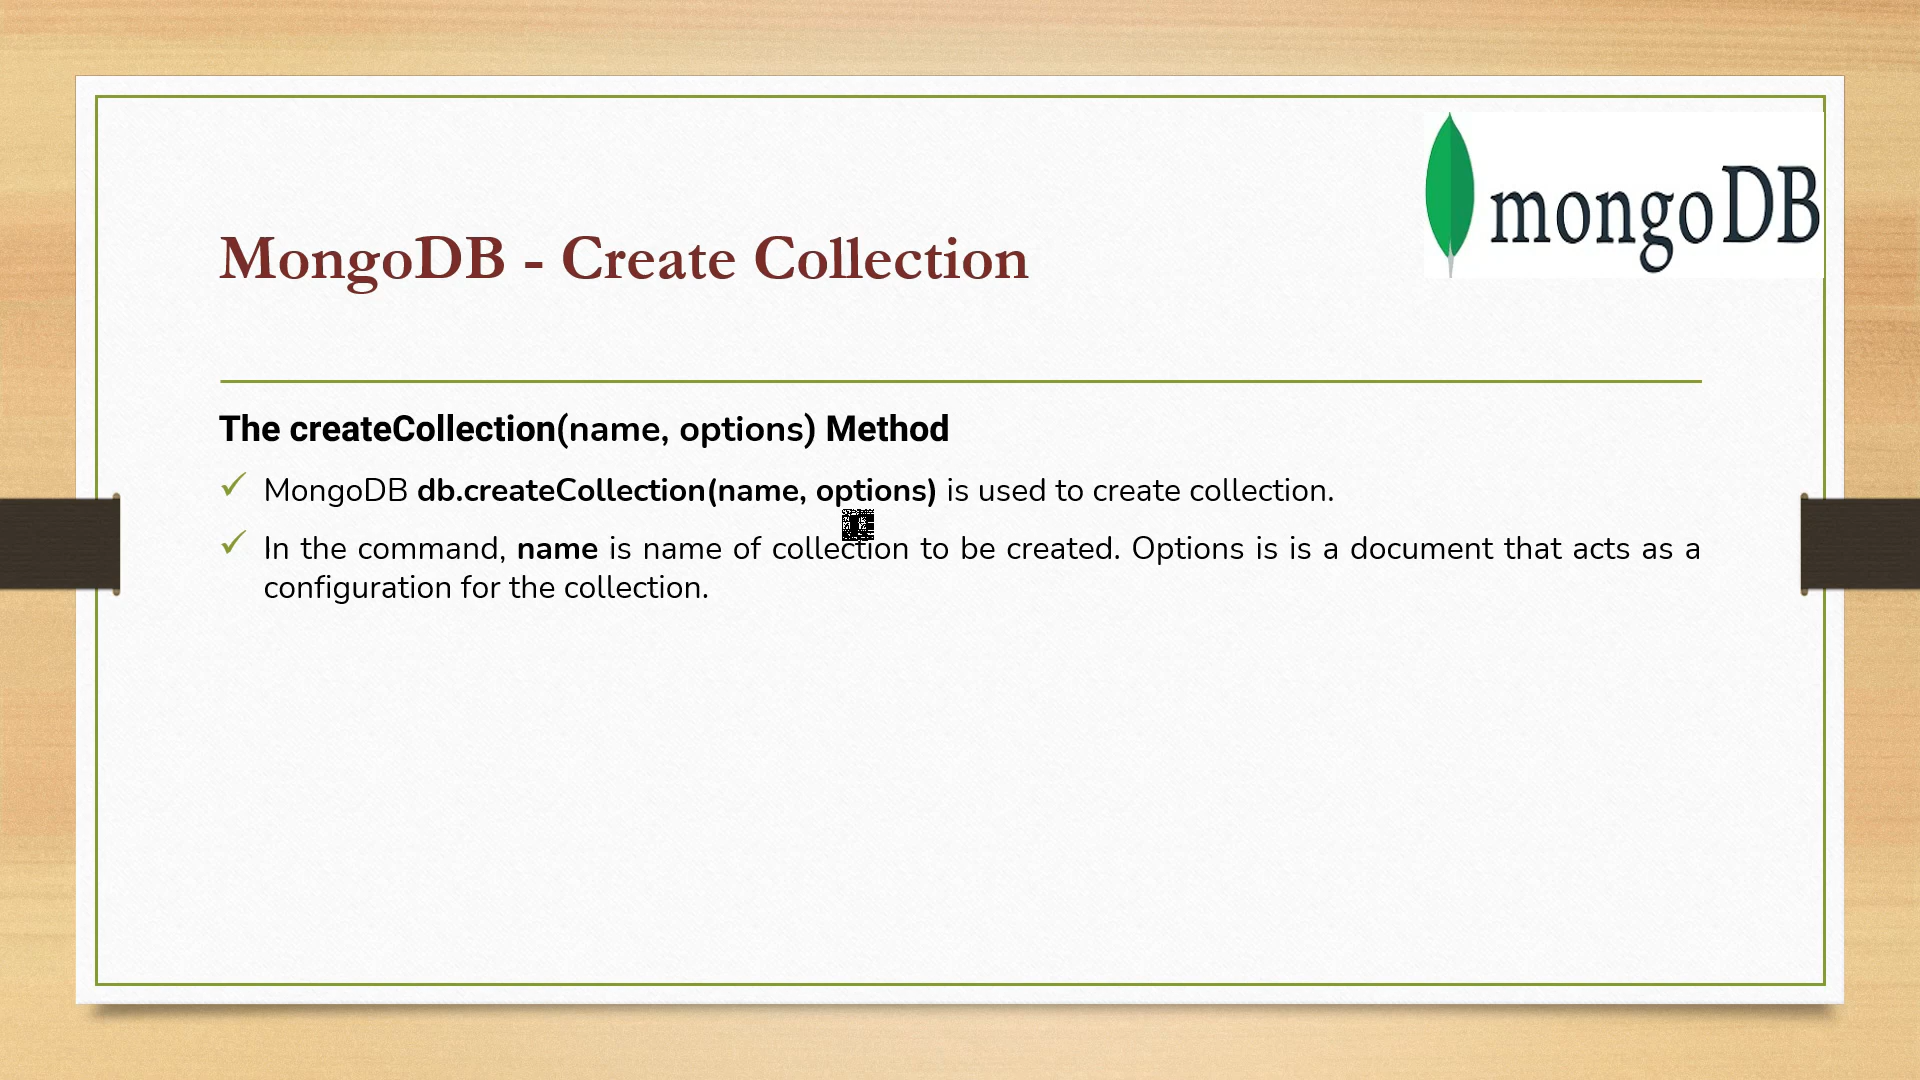 mongoDB
MongoDB - Create Collection
The createCollection(name, options) Method
MongoDB db.createCollection(name, options) is used to create collection.
In the command, name is name of collection to be created. Options is is a document that acts as a
configuration for the collection.